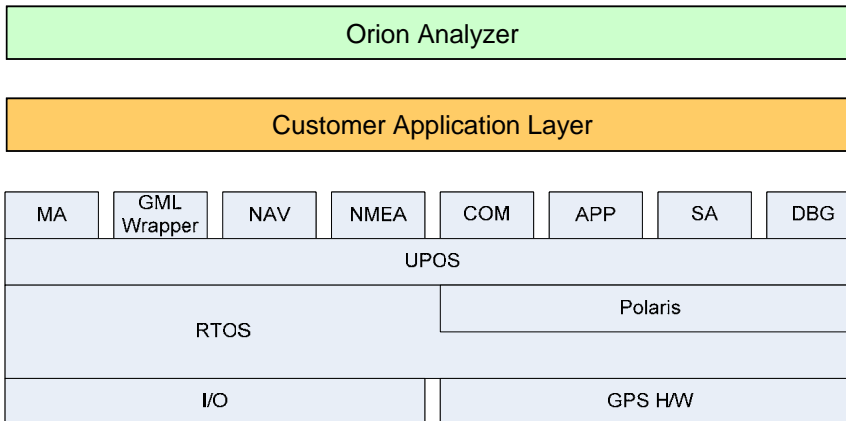 Orion Analyzer
Customer Application Layer
MA
GML
Wrapper
NAV
NMEA
COM
APP
SA
DBG
UPOS
Polaris
RTOS
I/O
GPS H/W